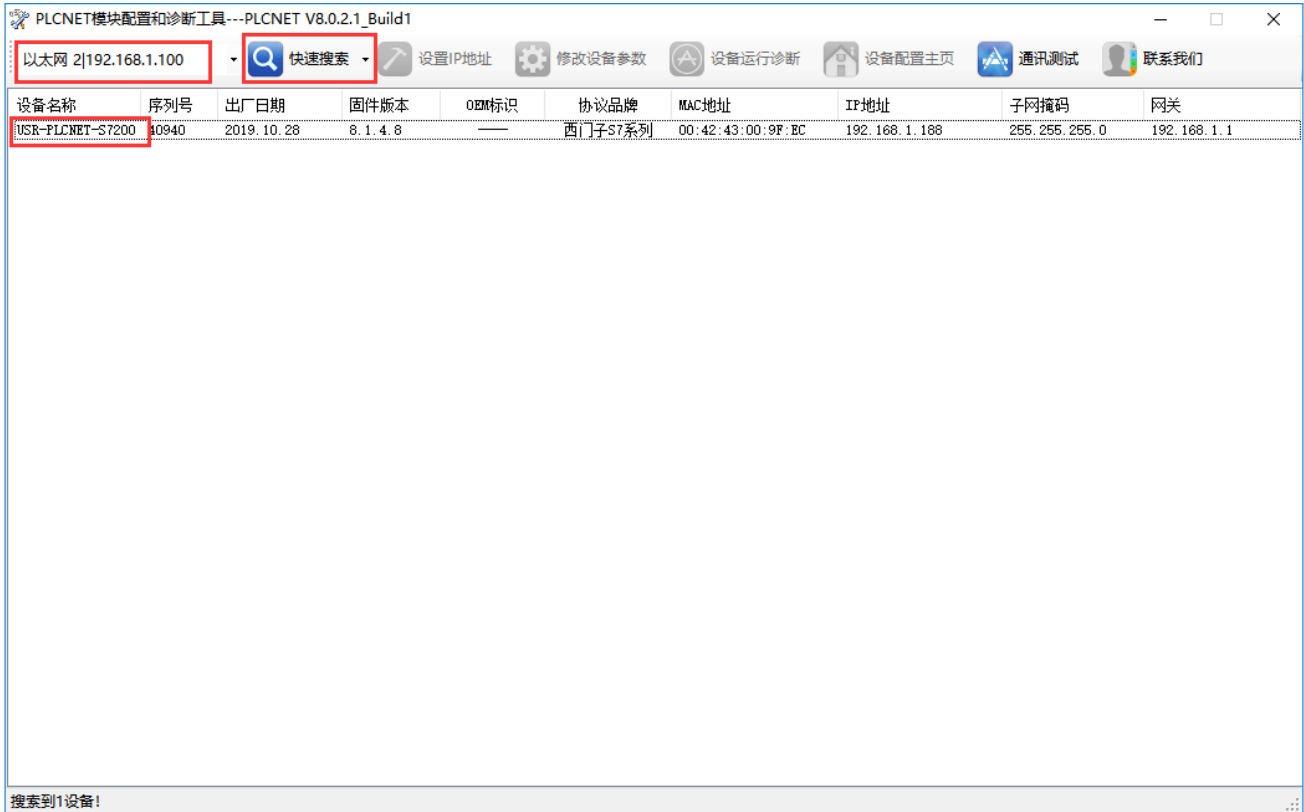 PLCNET模块配置和诊断工具---PLCNET V8.0.2.1_Build1
以太网 2|192.168.1.100 快速搜索 设置IP地址 修改设备参数 设备运行诊断 设备配置主页 通讯测试 联系我们
设备名称 序列号 出厂日期 固件版本 OEM标识 协议品牌 MAC地址 IP地址 子网掩码 网关
USR-PLCNET-S7200 40940 2019.10.28 8.1.4.8 —— 西门子S7系列 00:42:43:00:9F:EC 192.168.1.188 255.255.255.0 192.168.1.1
搜索到1设备!